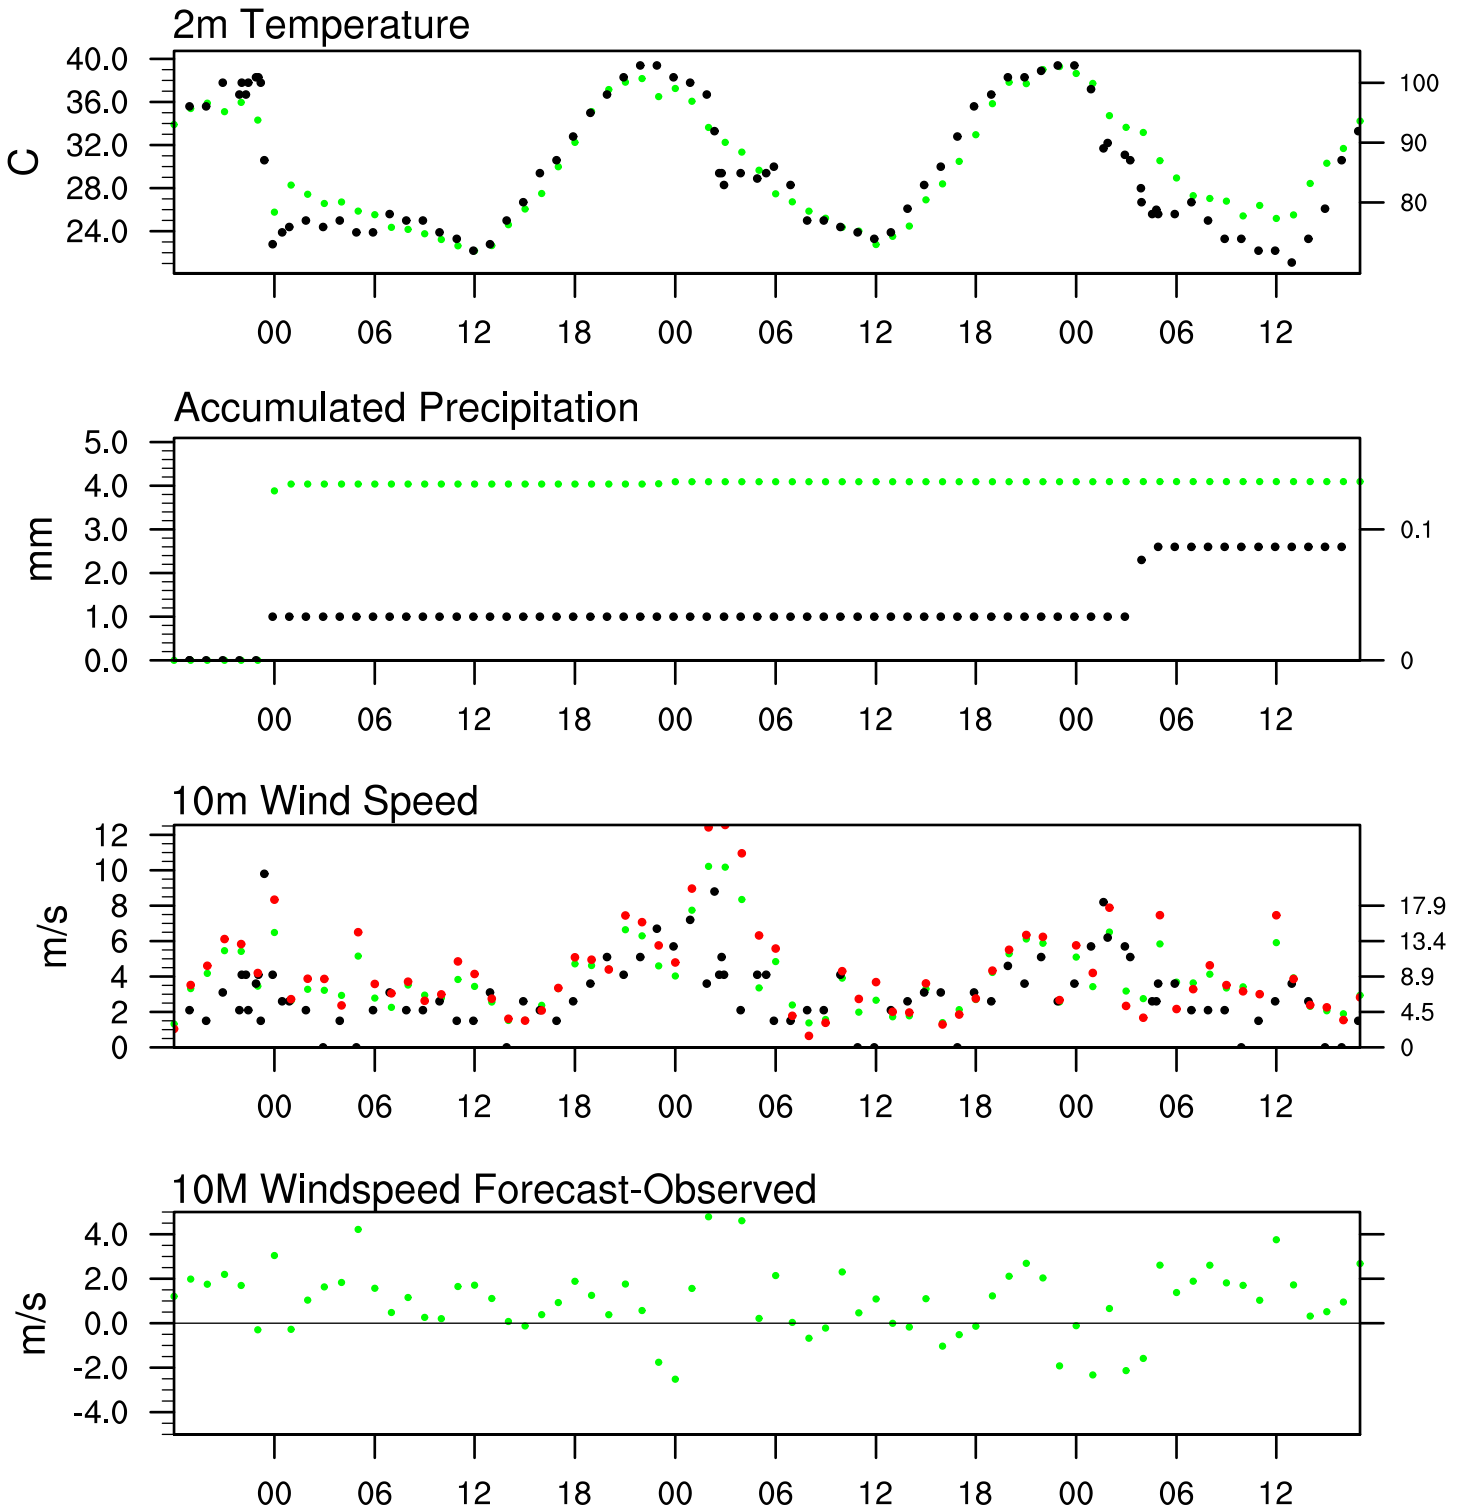 2m Temperature
40.0
36.0
32.0
28.0
24.0
C
100
90
80
00 06 12 18 00 06 12 18 00 06 12
Accumulated Precipitation
5.0
4.0
3.0
2.0
1.0
0.0
mm
0.1
0
00 06 12 18 00 06 12 18 00 06 12
10m Wind Speed
12
10
8
6
4
2
0
m/s
17.9
13.4
8.9
4.5
0
00 06 12 18 00 06 12 18 00 06 12
10M Windspeed Forecast-Observed
4.0
2.0
0.0
-2.0
-4.0
m/s
00 06 12 18 00 06 12 18 00 06 12